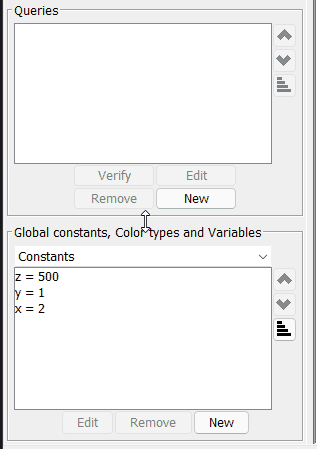 Queries
Verify
Edit
Remove
New
Global constants, Color types and Variables
Constants
z = 500
y = 1
x = 2
Edit
Remove
New